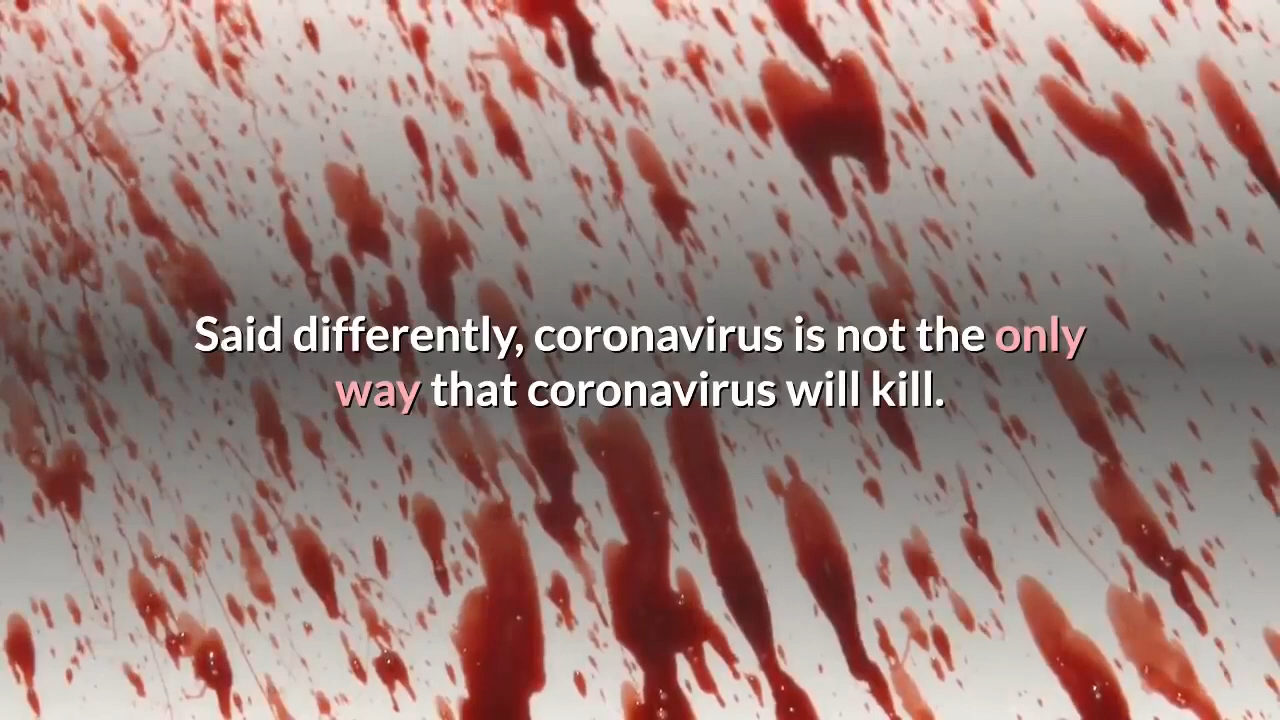 Said differently, coronavirus is not the only
way that coronavirus will kill.